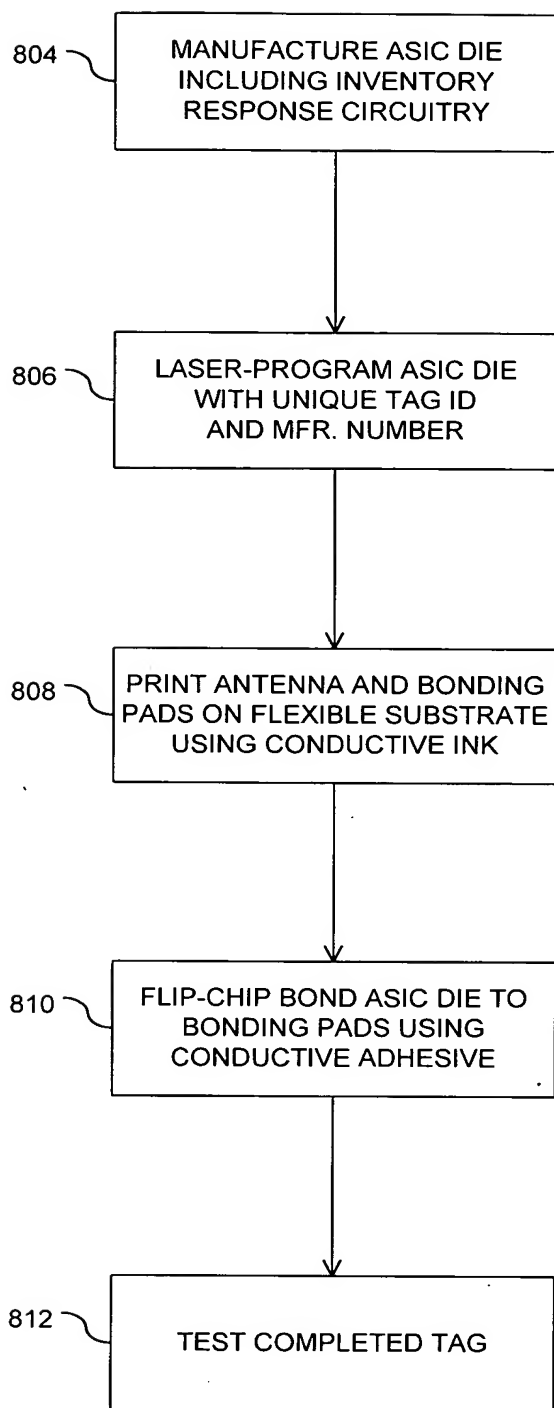 804
MANUFACTURE ASIC DIE
INCLUDING INVENTORY
RESPONSE CIRCUITRY
806
LASER-PROGRAM ASIC DIE
WITH UNIQUE TAG ID
AND MFR. NUMBER
808
PRINT ANTENNA AND BONDING
PADS ON FLEXIBLE SUBSTRATE
USING CONDUCTIVE INK
810
FLIP-CHIP BOND ASIC DIE TO
BONDING PADS USING
CONDUCTIVE ADHESIVE
812
TEST COMPLETED TAG